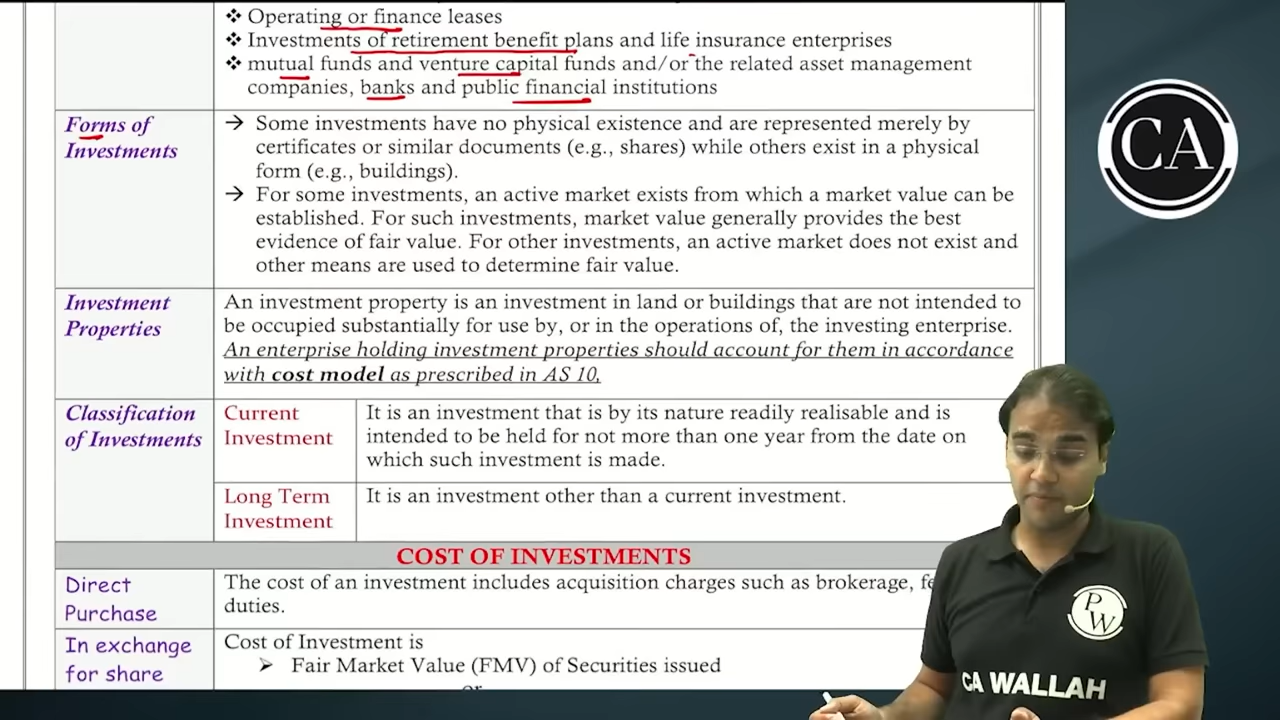 ❖ Operating or finance leases
❖ Investments of retirement benefit plans and life insurance enterprises
❖ mutual funds and venture capital funds and/or the related asset management
companies, banks and public financial institutions
Forms of
Investments
→ Some investments have no physical existence and are represented merely by
certificates or similar documents (e.g., shares) while others exist in a physical
form (e.g., buildings).
→ For some investments, an active market exists from which a market value can be
established. For such investments, market value generally provides the best
evidence of fair value. For other investments, an active market does not exist and
other means are used to determine fair value.
Investment
Properties
An investment property is an investment in land or buildings that are not intended to
be occupied substantially for use by, or in the operations of, the investing enterprise.
An enterprise holding investment properties should account for them in accordance
with cost model as prescribed in AS 10,
Classification
of Investments
Current
Investment
It is an investment that is by its nature readily realisable and is
intended to be held for not more than one year from the date on
which such investment is made.
Long Term
Investment
It is an investment other than a current investment.
COST OF INVESTMENTS
Direct
Purchase
The cost of an investment includes acquisition charges such as brokerage,
duties.
In exchange
for share
Cost of Investment is
➢ Fair Market Value (FMV) of Securities issued
or
CA
PW
CA WALLAH